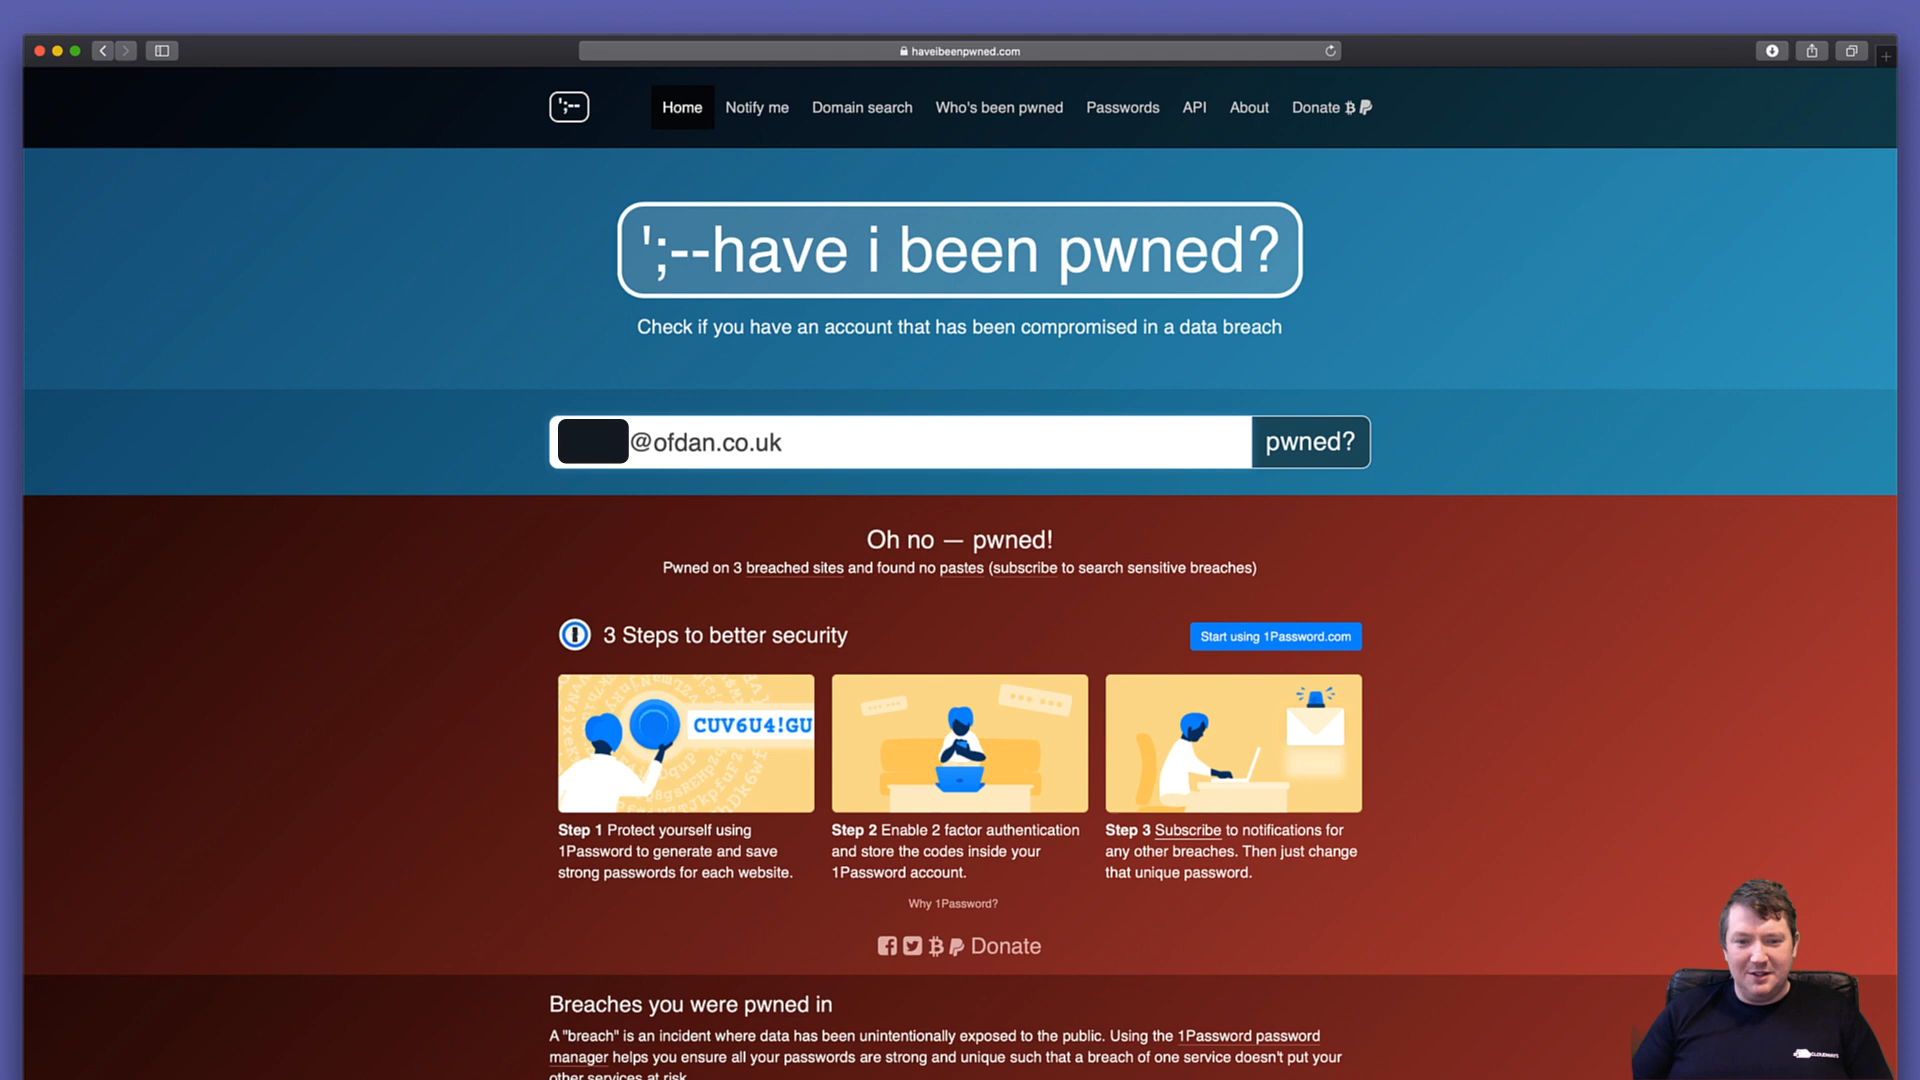 haveibeenpwned.com
';--
Home Notify me Domain search Who's been pwned Passwords API About Donate
';--have i been pwned?
Check if you have an account that has been compromised in a data breach
@ofdan.co.uk
pwned?
Oh no — pwned!
Pwned on 3 breached sites and found no pastes (subscribe to search sensitive breaches)
3 Steps to better security
Start using 1Password.com
CUV6U4!GU
Step 1 Protect yourself using
1Password to generate and save
strong passwords for each website.
Step 2 Enable 2 factor authentication
and store the codes inside your
1Password account.
Step 3 Subscribe to notifications for
any other breaches. Then just change
that unique password.
Why 1Password?
Donate
Breaches you were pwned in
A "breach" is an incident where data has been unintentionally exposed to the public. Using the 1Password password
manager helps you ensure all your passwords are strong and unique such that a breach of one service doesn't put your
other services at risk.
CLOUDWAYS